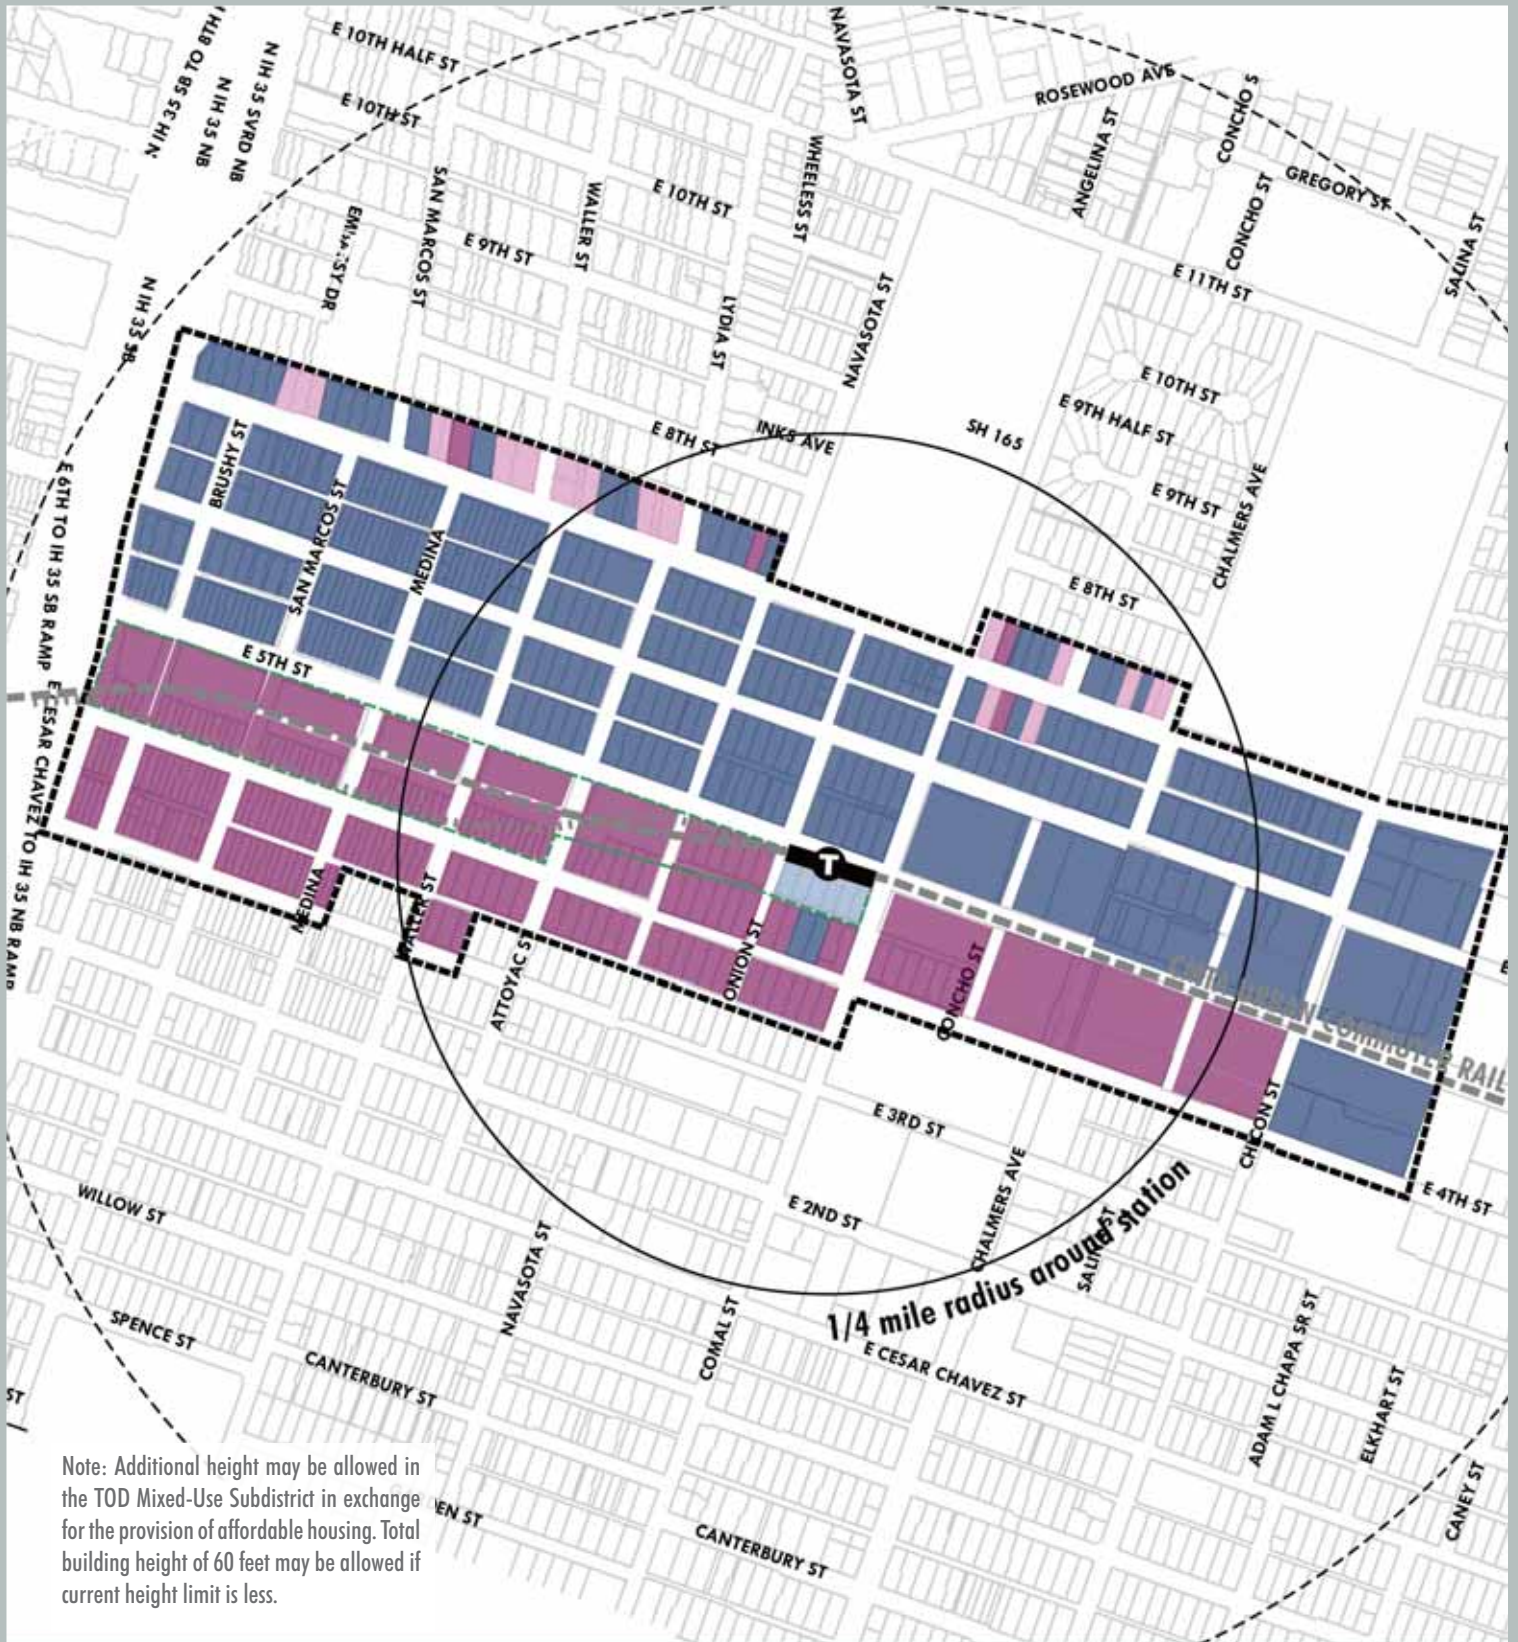 E 10TH HALF ST
NAVASOTA ST
N IH 35 SB TO 8TH
N IH 35 NB
N IH 35 SVRD NB
E 10TH ST
ROSEWOOD AVE
CONCHO S
ANGELINA ST
WHEELESS ST
SAN MARCOS ST
WALLER ST
E 10TH ST
GREGORY ST
CONCHO ST
SALINA ST
E 9TH ST
E 11TH ST
N IH 35 SB
LYDIA ST
NAVASOTA ST
E 10TH ST
E 9TH HALF ST
E 8TH ST
INKS AVE
SH 165
BRUSHY ST
E 9TH ST
CHALMERS AVE
E 6TH TO IH 35 SB RAMP
SAN MARCOS ST
MEDINA
E 8TH ST
E 5TH ST
E CESAR CHAVEZ TO IH 35 NB RAMP
T
MEDINA
WALLER ST
ATTOYAC ST
ONION ST
CONCHO ST
URBAN COMMUTER RAIL
E 3RD ST
CHICON ST
E 4TH ST
WILLOW ST
E 2ND ST
CHALMERS AVE
1/4 mile radius around station
NAVASOTA ST
SPENCE ST
COMAL ST
CANTERBURY ST
E CESAR CHAVEZ ST
ADAM L CHAPA SR ST
ELKHART ST
CANEY ST
ST
EN ST
CANTERBURY ST
Note: Additional height may be allowed in
the TOD Mixed-Use Subdistrict in exchange
for the provision of affordable housing. Total
building height of 60 feet may be allowed if
current height limit is less.